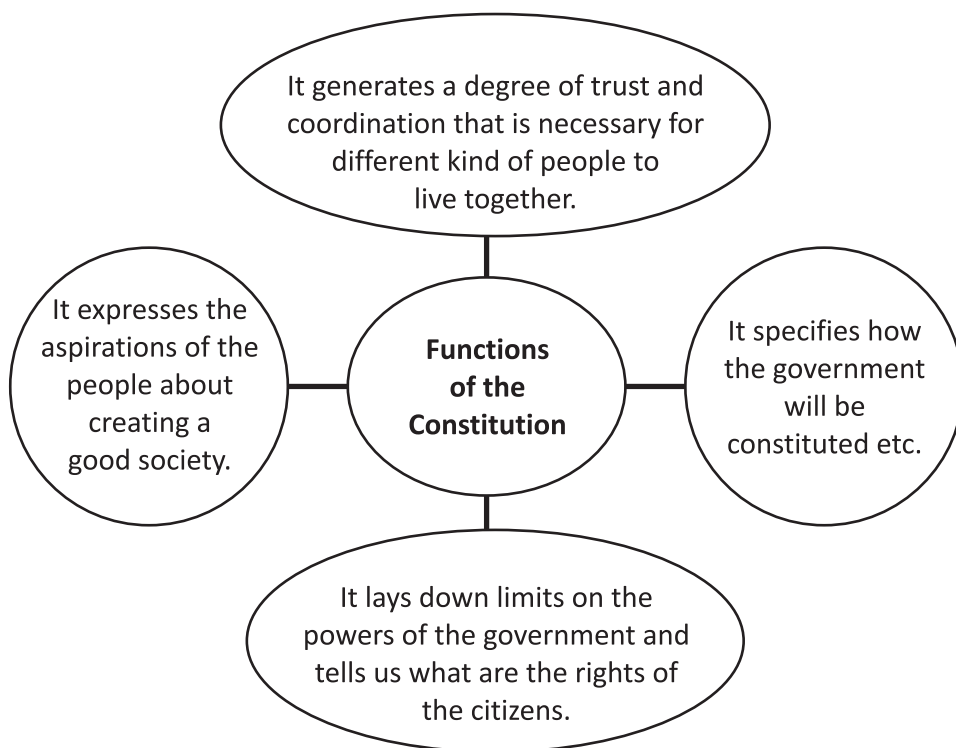 It generates a degree of trust and
coordination that is necessary for
different kind of people to
live together.
It expresses the
aspirations of the
people about
creating a
good society.
Functions
of the
Constitution
It specifies how
the government
will be
constituted etc.
It lays down limits on the
powers of the government and
tells us what are the rights of
the citizens.